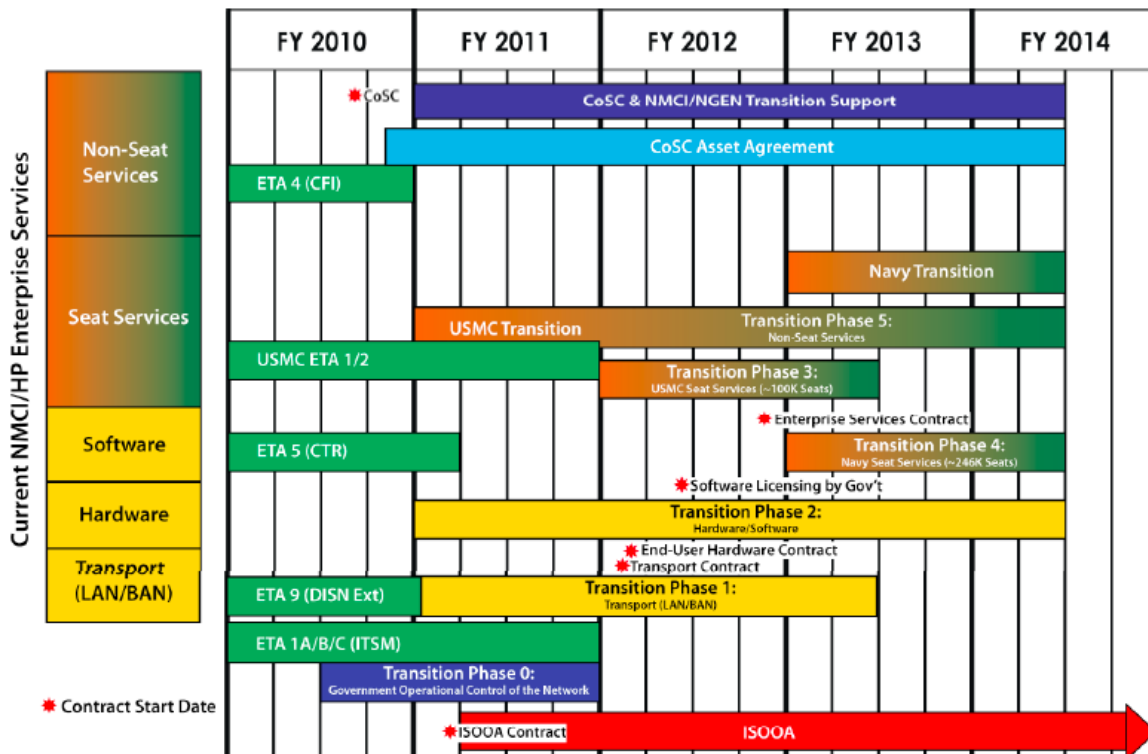 FY 2010
FY 2011
FY 2012
FY 2013
FY 2014
Current NMCI/HP Enterprise Services
Non-Seat
Services
Seat Services
Software
Hardware
Transport
(LAN/BAN)
CoSC
CoSC & NMCI/NGEN Transition Support
CoSC Asset Agreement
ETA 4 (CFI)
Navy Transition
USMC Transition
Transition Phase 5:
Non-Seat Services
USMC ETA 1/2
Transition Phase 3:
USMC Seat Services (~100K Seats)
Enterprise Services Contract
ETA 5 (CTR)
Transition Phase 4:
Navy Seat Services (~246K Seats)
Software Licensing by Gov't
Transition Phase 2:
Hardware/Software
End-User Hardware Contract
Transport Contract
ETA 9 (DISN Ext)
Transition Phase 1:
Transport (LAN/BAN)
ETA 1A/B/C (ITSM)
Transition Phase 0:
Government Operational Control of the Network
Contract Start Date
ISOOA Contract
ISOOA